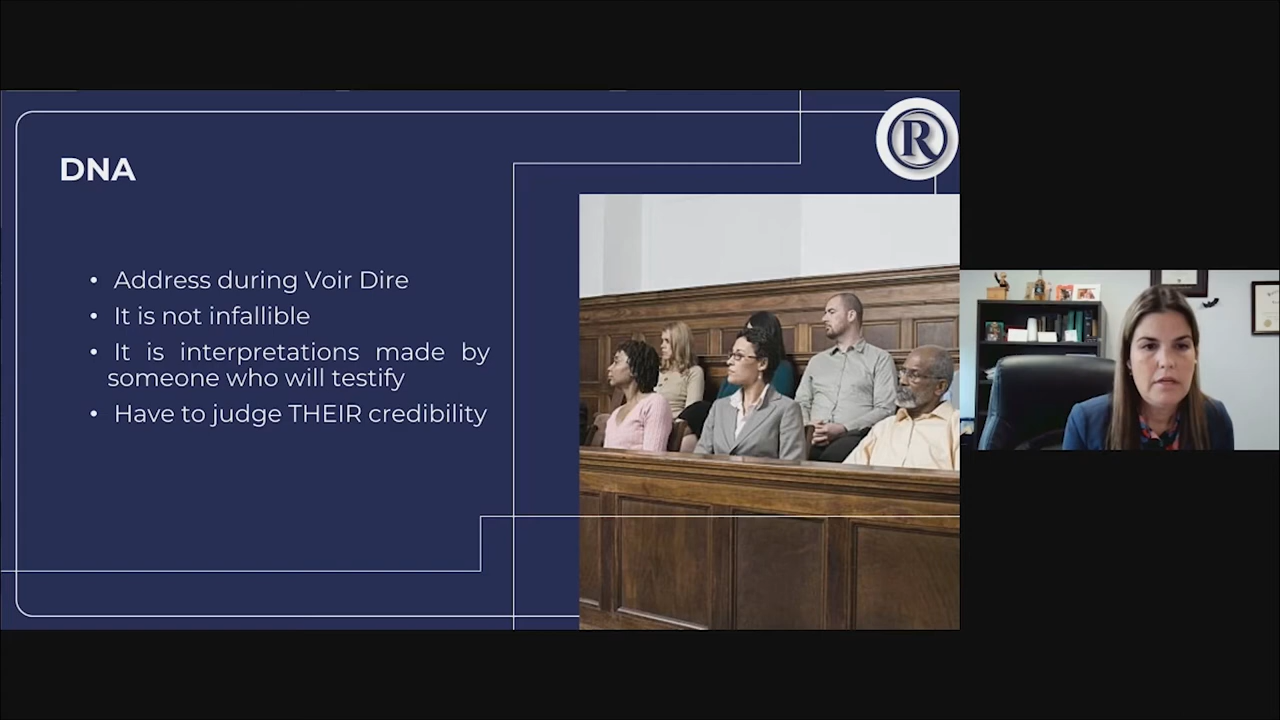 R
DNA
• Address during Voir Dire
• It is not infallible
• It is interpretations made by
someone who will testify
• Have to judge THEIR credibility